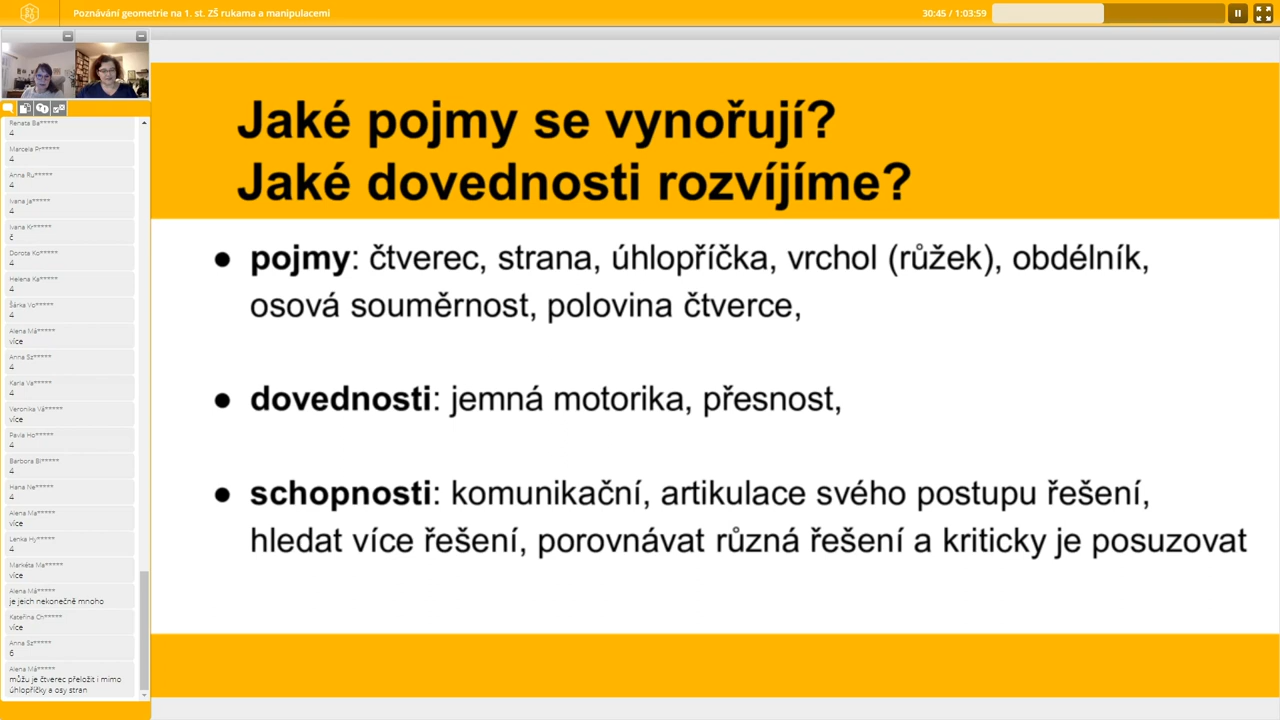 Poznávání geometrie na 1. st. ZŠ rukama a manipulacemi
30:45 / 1:03:59
Renata Ba*****
4
Marcela Pr*****
4
Anna Ru*****
4
Ivana Ja*****
4
Ivana Kr*****
č
Dorota Ko*****
4
Helena Ka*****
4
Šárka Vo*****
4
Alena Má*****
více
Anna Sz*****
4
Karla Va*****
4
Veronika Vá*****
více
Pavla Ho*****
4
Barbora Bl*****
4
Hana Ne*****
4
Alena Ma*****
více
Lenka Hy*****
4
Markéta Ma*****
více
Alena Má*****
je jeich nekonečně mnoho
Kateřina Ch*****
více
Anna Sz*****
6
Alena Má*****
můžu je čtverec přeložit i mimo
úhlopříčky a osy stran
Jaké pojmy se vynořují?
Jaké dovednosti rozvíjíme?
● pojmy: čtverec, strana, úhlopříčka, vrchol (růžek), obdélník,
osová souměrnost, polovina čtverce,
● dovednosti: jemná motorika, přesnost,
● schopnosti: komunikační, artikulace svého postupu řešení,
hledat více řešení, porovnávat různá řešení a kriticky je posuzovat